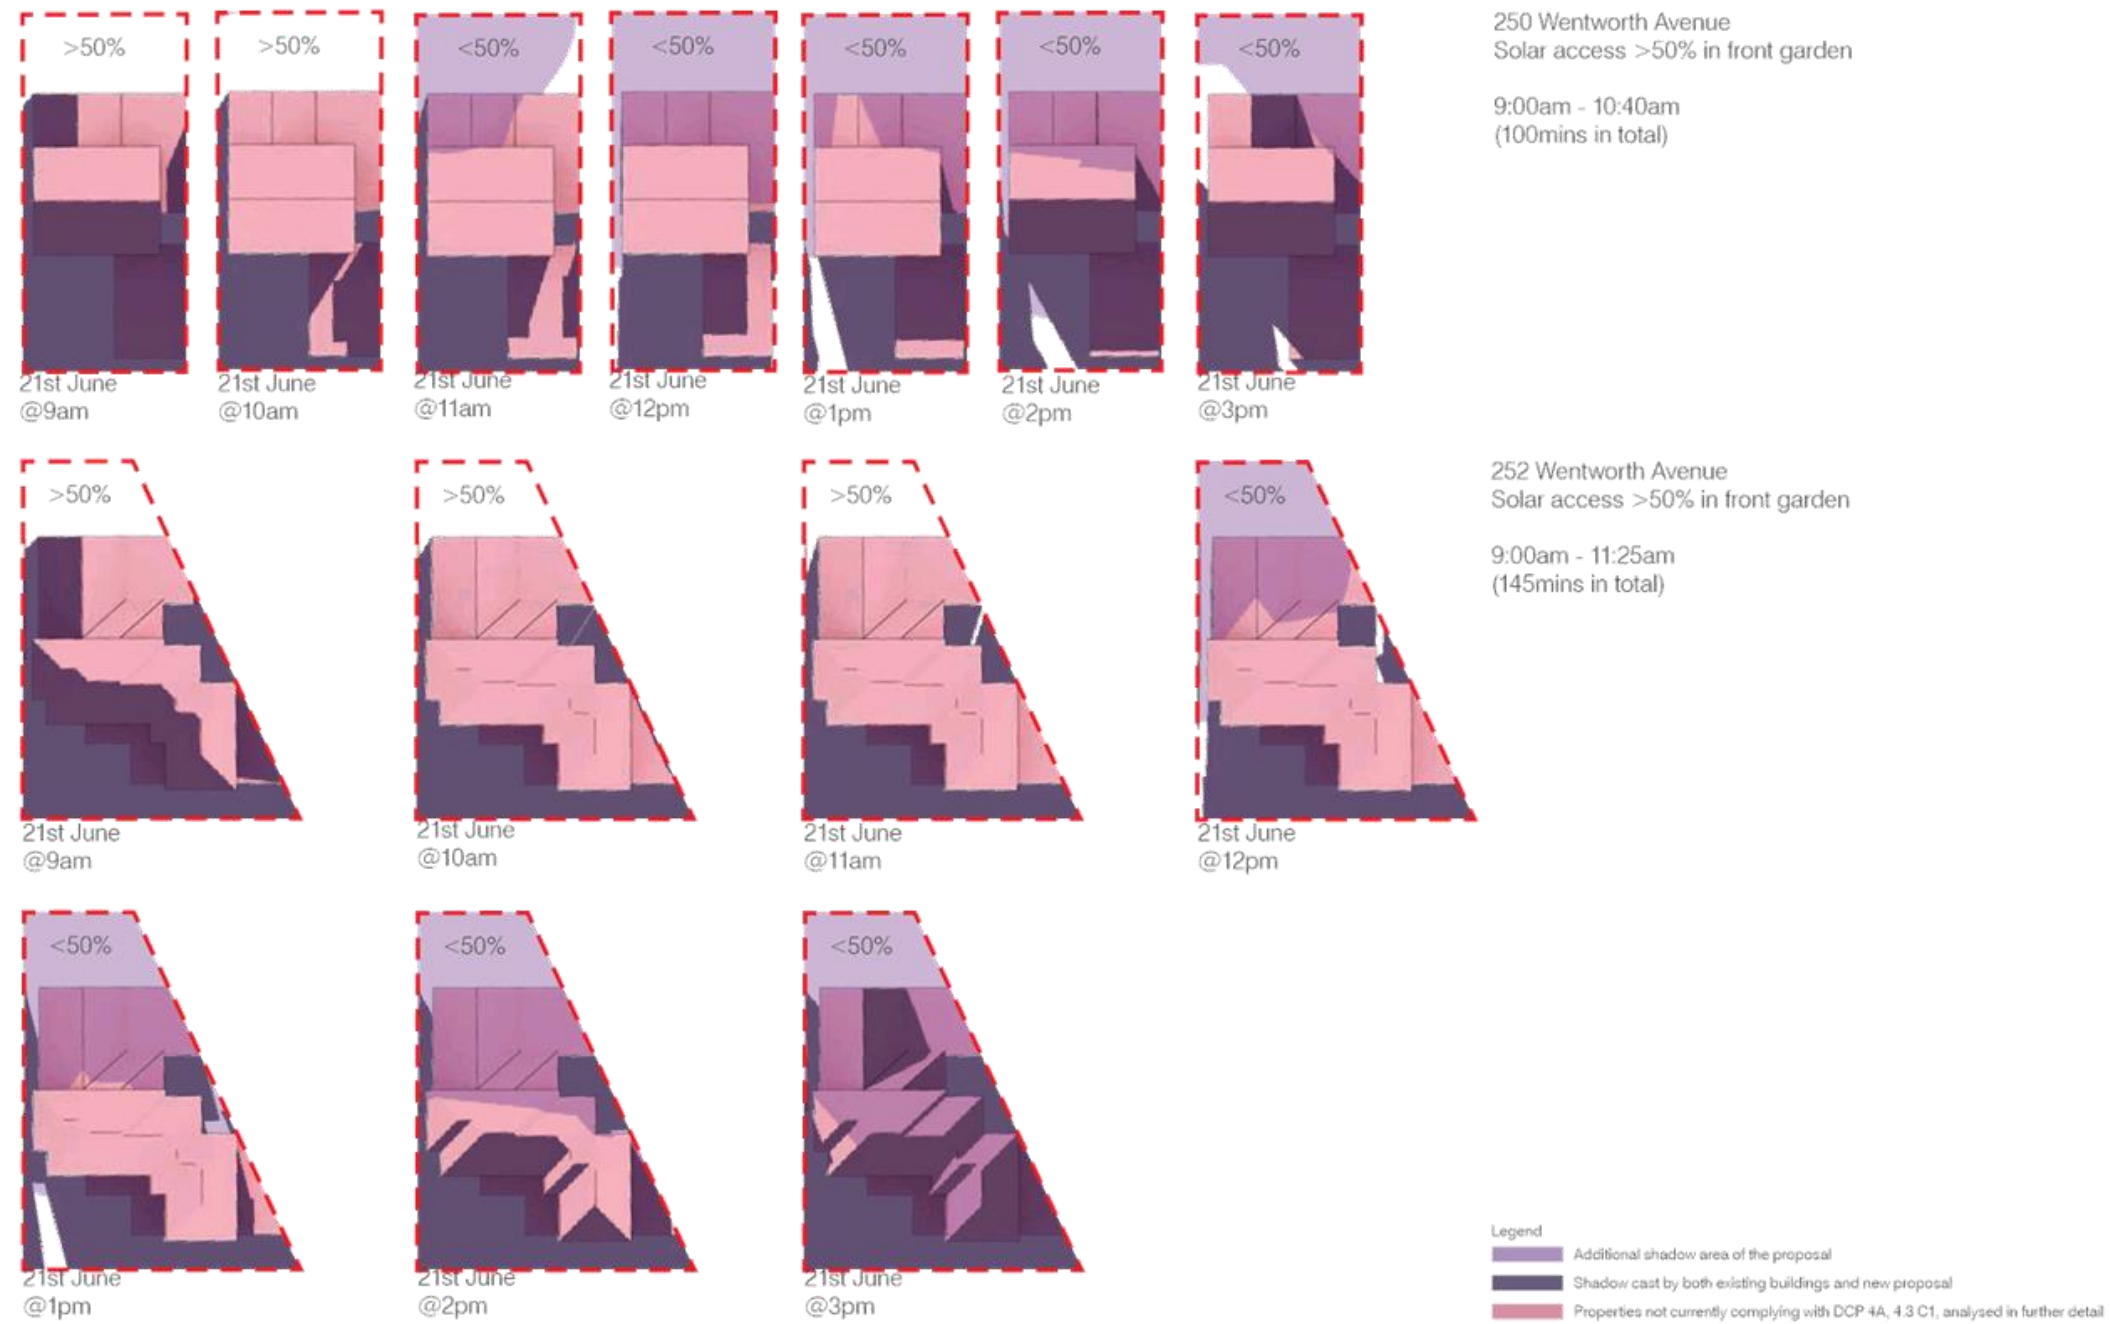 >50%
>50%
<50%
<50%
<50%
<50%
<50%
250 Wentworth Avenue
Solar access >50% in front garden
9:00am - 10:40am
(100mins in total)
21st June
@9am
21st June
@10am
21st June
@11am
21st June
@12pm
21st June
@1pm
21st June
@2pm
21st June
@3pm
>50%
>50%
>50%
<50%
252 Wentworth Avenue
Solar access >50% in front garden
9:00am - 11:25am
(145mins in total)
21st June
@9am
21st June
@10am
21st June
@11am
21st June
@12pm
<50%
<50%
<50%
21st June
@1pm
21st June
@2pm
21st June
@3pm
Legend
Additional shadow area of the proposal
Shadow cast by both existing buildings and new proposal
Properties not currently complying with DCP 4A, 4.3 C1, analysed in further detail